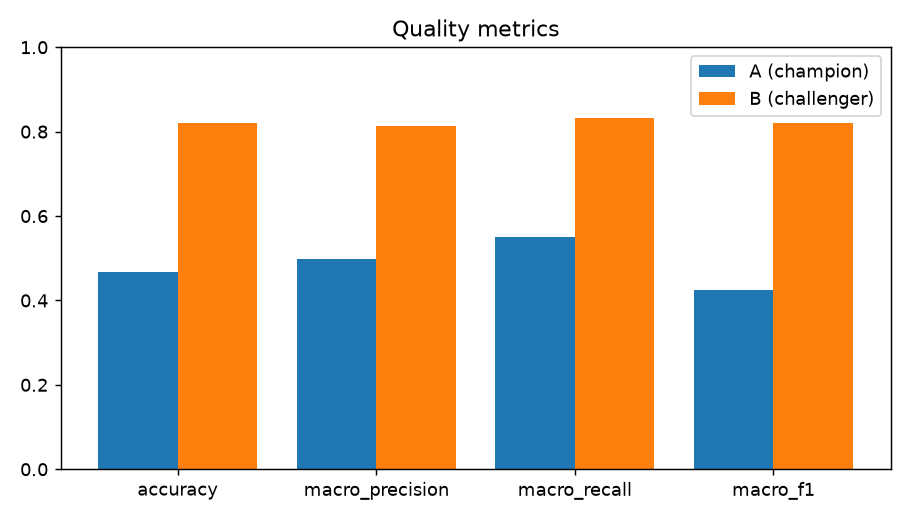 Quality metrics
1.0
0.8
0.6
0.4
0.2
0.0
A (champion)
B (challenger)
accuracy macro_precision macro_recall macro_f1